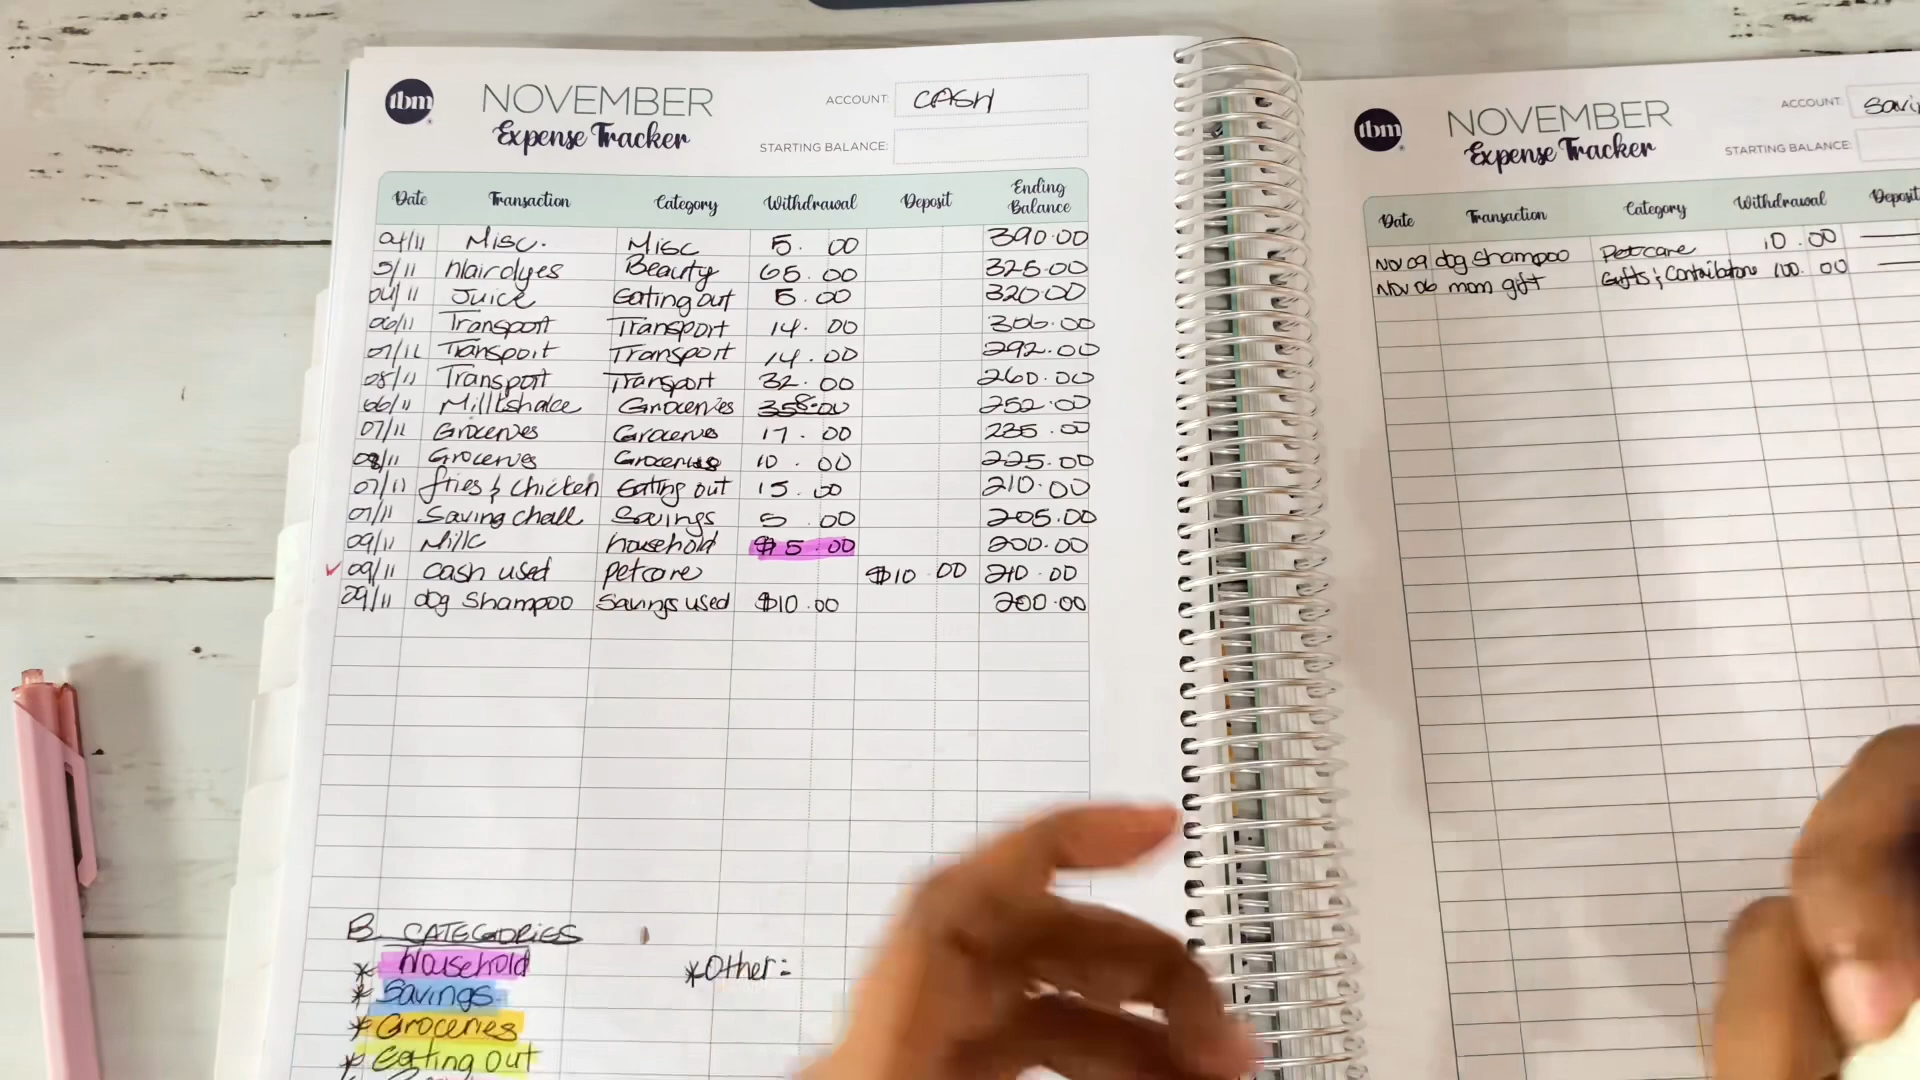 tbm
NOVEMBER
Expense Tracker
ACCOUNT: CASH
STARTING BALANCE:
Date Transaction Category Withdrawal Deposit Ending Balance
Misc. Misc 5.00 390.00
5/11 Hairdyes Beauty 65.00 325.00
04/11 Juice Eating out 5.00 320.00
06/11 Transport Transport 14.00 306.00
07/11 Transport Transport 14.00 292.00
08/11 Transport Transport 32.00 260.00
06/11 Milkshake Groceries 252.00
07/11 Groceries Groceries 17.00 235.00
08/11 Groceries Groceries 10.00 225.00
07/11 fries & chicken Eating out 15.00 210.00
Saving chall Savings 5.00 205.00
09/11 Milk household $5.00 200.00
✓ 09/11 cash used petcare $10.00 210.00
dog shampoo Savings used $10.00 200.00
B. CATEGORIES
* Household
* Savings
* Groceries
* Eating out
* Other:
tbm
NOVEMBER
Expense Tracker
ACCOUNT:
STARTING BALANCE:
Date Transaction Category Withdrawal Deposit
Nov 09 dog shampoo Petcare 10.00
Nov 06 mom gift Gifts & Contributions 100.00